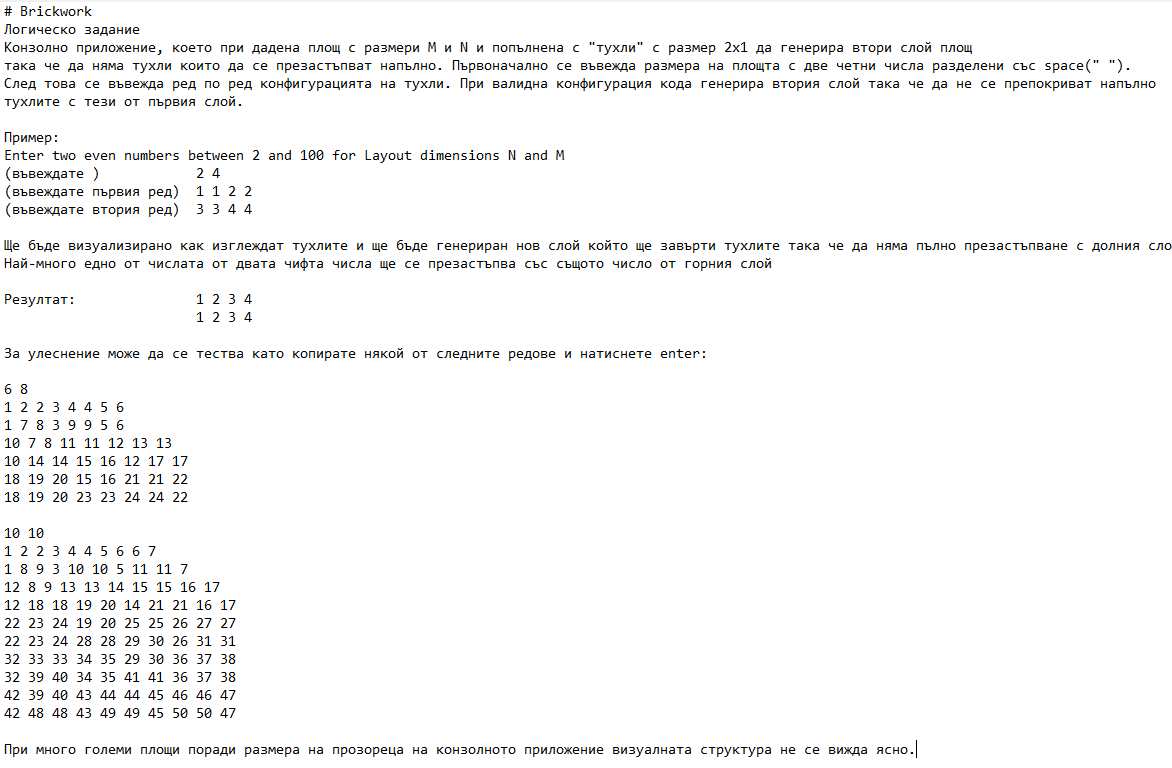 # Brickwork
Логическо задание
Конзолно приложение, което при дадена площ с размери M и N и попълнена с "тухли" с размер 2x1 да генерира втори слой площ
така че да няма тухли които да се презастъпват напълно. Първоначално се въвежда размера на площта с две четни числа разделени със space(" ").
След това се въвежда ред по ред конфигурацията на тухли. При валидна конфигурация кода генерира втория слой така че да не се препокриват напълно
тухлите с тези от първия слой.

Пример:
Enter two even numbers between 2 and 100 for Layout dimensions N and M
(въвеждате ) 2 4
(въвеждате първия ред) 1 1 2 2
(въвеждате втория ред) 3 3 4 4

Ще бъде визуализирано как изглеждат тухлите и ще бъде генериран нов слой който ще завърти тухлите така че да няма пълно презастъпване с долния сло
Най-много едно от числата от двата чифта числа ще се презастъпва със същото число от горния слой

Резултат: 1 2 3 4
1 2 3 4

За улеснение може да се тества като копирате някой от следните редове и натиснете enter:

6 8
1 2 2 3 4 4 5 6
1 7 8 3 9 9 5 6
10 7 8 11 11 12 13 13
10 14 14 15 16 12 17 17
18 19 20 15 16 21 21 22
18 19 20 23 23 24 24 22

10 10
1 2 2 3 4 4 5 6 6 7
1 8 9 3 10 10 5 11 11 7
12 8 9 13 13 14 15 15 16 17
12 18 18 19 20 14 21 21 16 17
22 23 24 19 20 25 25 26 27 27
22 23 24 28 28 29 30 26 31 31
32 33 33 34 35 29 30 36 37 38
32 39 40 34 35 41 41 36 37 38
42 39 40 43 44 44 45 46 46 47
42 48 48 43 49 49 45 50 50 47

При много големи площи поради размера на прозореца на конзолното приложение визуалната структура не се вижда ясно.